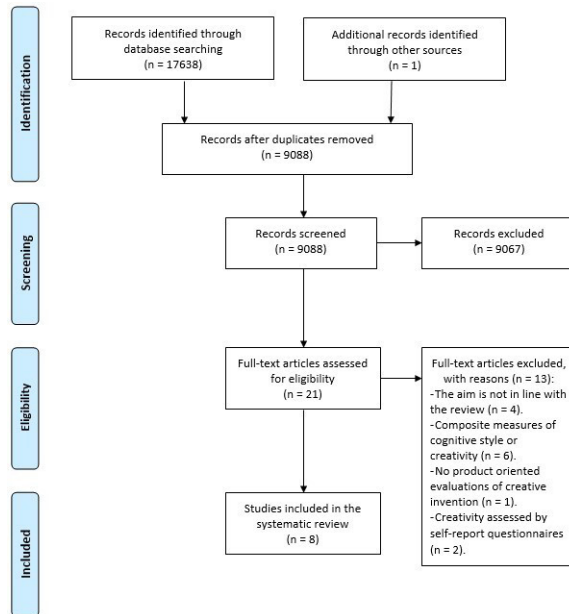 Identification
Records identified through
database searching
(n = 17638)
Additional records identified
through other sources
(n = 1)
Records after duplicates removed
(n = 9088)
Screening
Records screened
(n = 9088)
Records excluded
(n = 9067)
Eligibility
Full-text articles assessed
for eligibility
(n = 21)
Full-text articles excluded,
with reasons (n = 13):
-The aim is not in line with
the review (n = 4).
-Composite measures of
cognitive style or
creativity (n = 6).
-No product oriented
evaluations of creative
invention (n = 1).
-Creativity assessed by
self-report questionnaires
(n = 2).
Included
Studies included in the
systematic review
(n = 8)